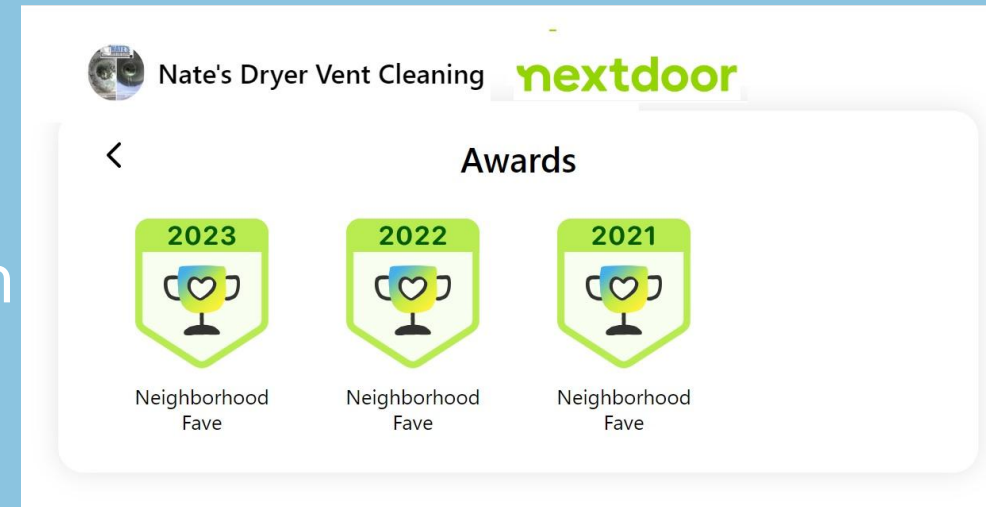 Nate's Dryer Vent Cleaning nextdoor
Awards
2023 2022 2021
Neighborhood Neighborhood Neighborhood
Fave Fave Fave